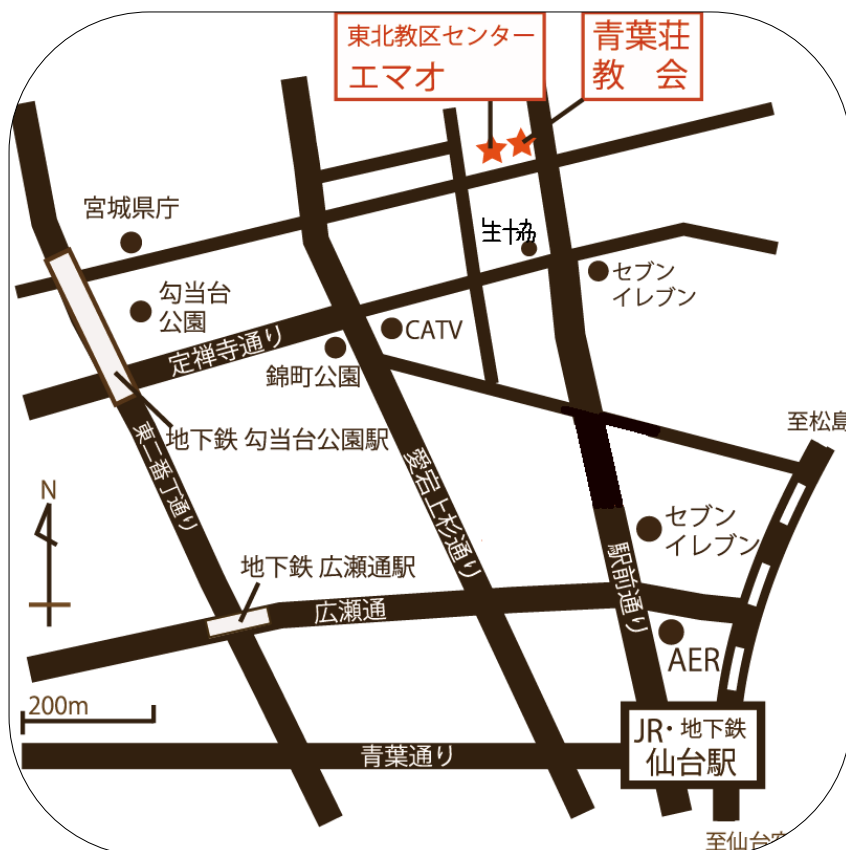 東北教区センター
エマオ
青葉荘
教　会
宮城県庁
生協
勾当台
公園
セブン
イレブン
CATV
定禅寺通り
錦町公園
至松島
地下鉄 勾当台公園駅
東二番丁通り
愛宕上杉通り
N
セブン
イレブン
地下鉄 広瀬通駅
駅前通り
広瀬通
AER
200m
JR・地下鉄
仙台駅
青葉通り
至仙台